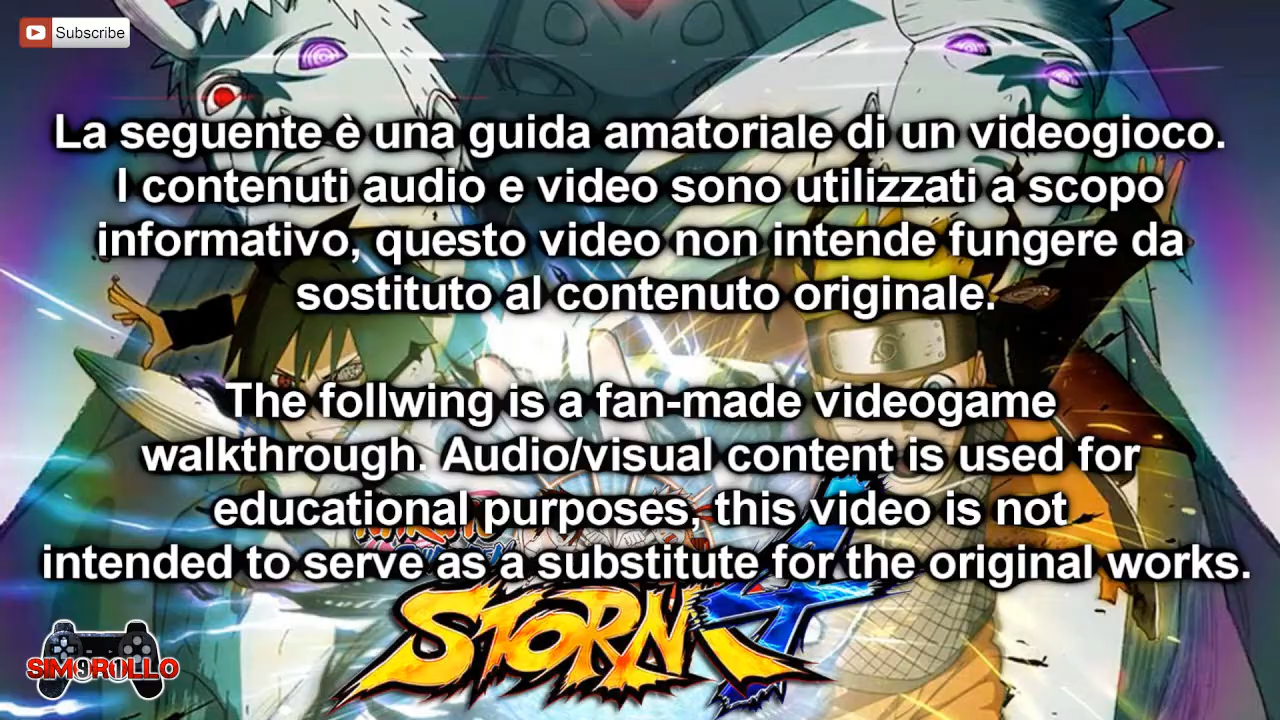 Subscribe
La seguente è una guida amatoriale di un videogioco.
I contenuti audio e video sono utilizzati a scopo
informativo, questo video non intende fungere da
sostituto al contenuto originale.
The follwing is a fan-made videogame
walkthrough. Audio/visual content is used for
educational purposes, this video is not
intended to serve as a substitute for the original works.
STORM 4
SIM9R1OLLO